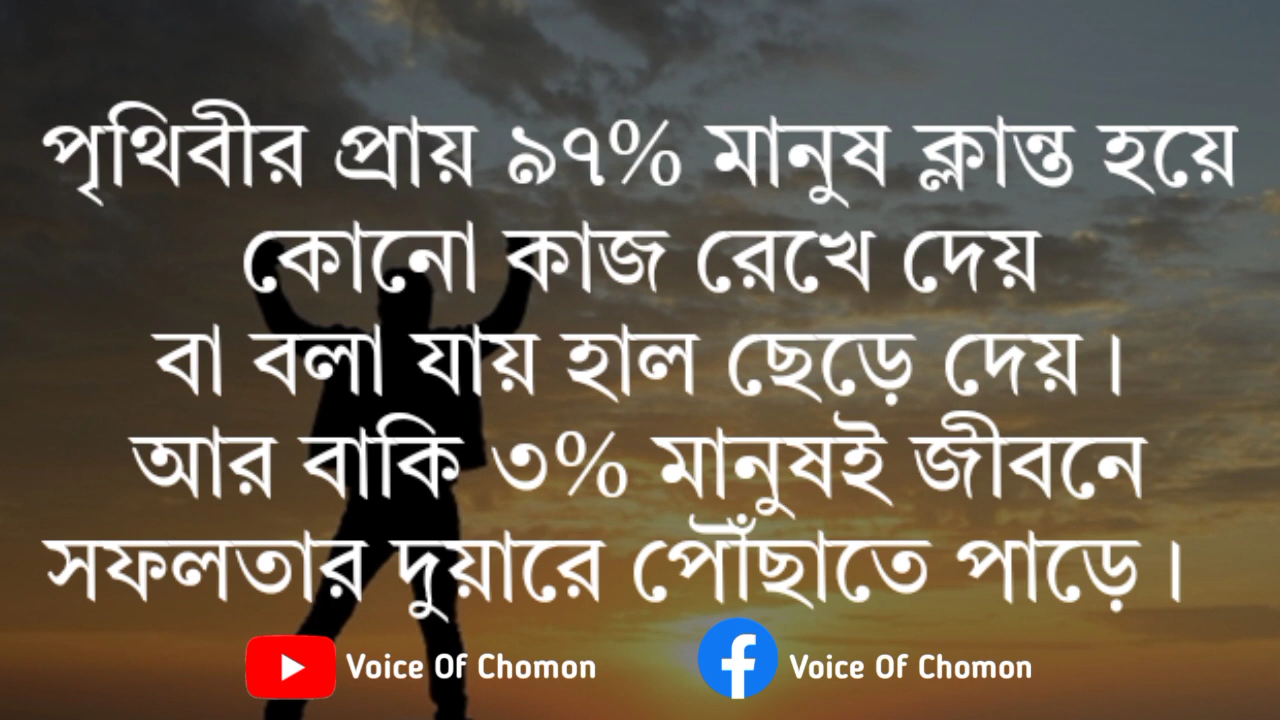 পৃথিবীর প্রায় ৯৭% মানুষ ক্লান্ত হয়ে
কোনো কাজ রেখে দেয়
বা বলা যায় হাল ছেড়ে দেয়।
আর বাকি ৩% মানুষই জীবনে
সফলতার দুয়ারে পৌঁছাতে পাড়ে।
Voice Of Chomon Voice Of Chomon